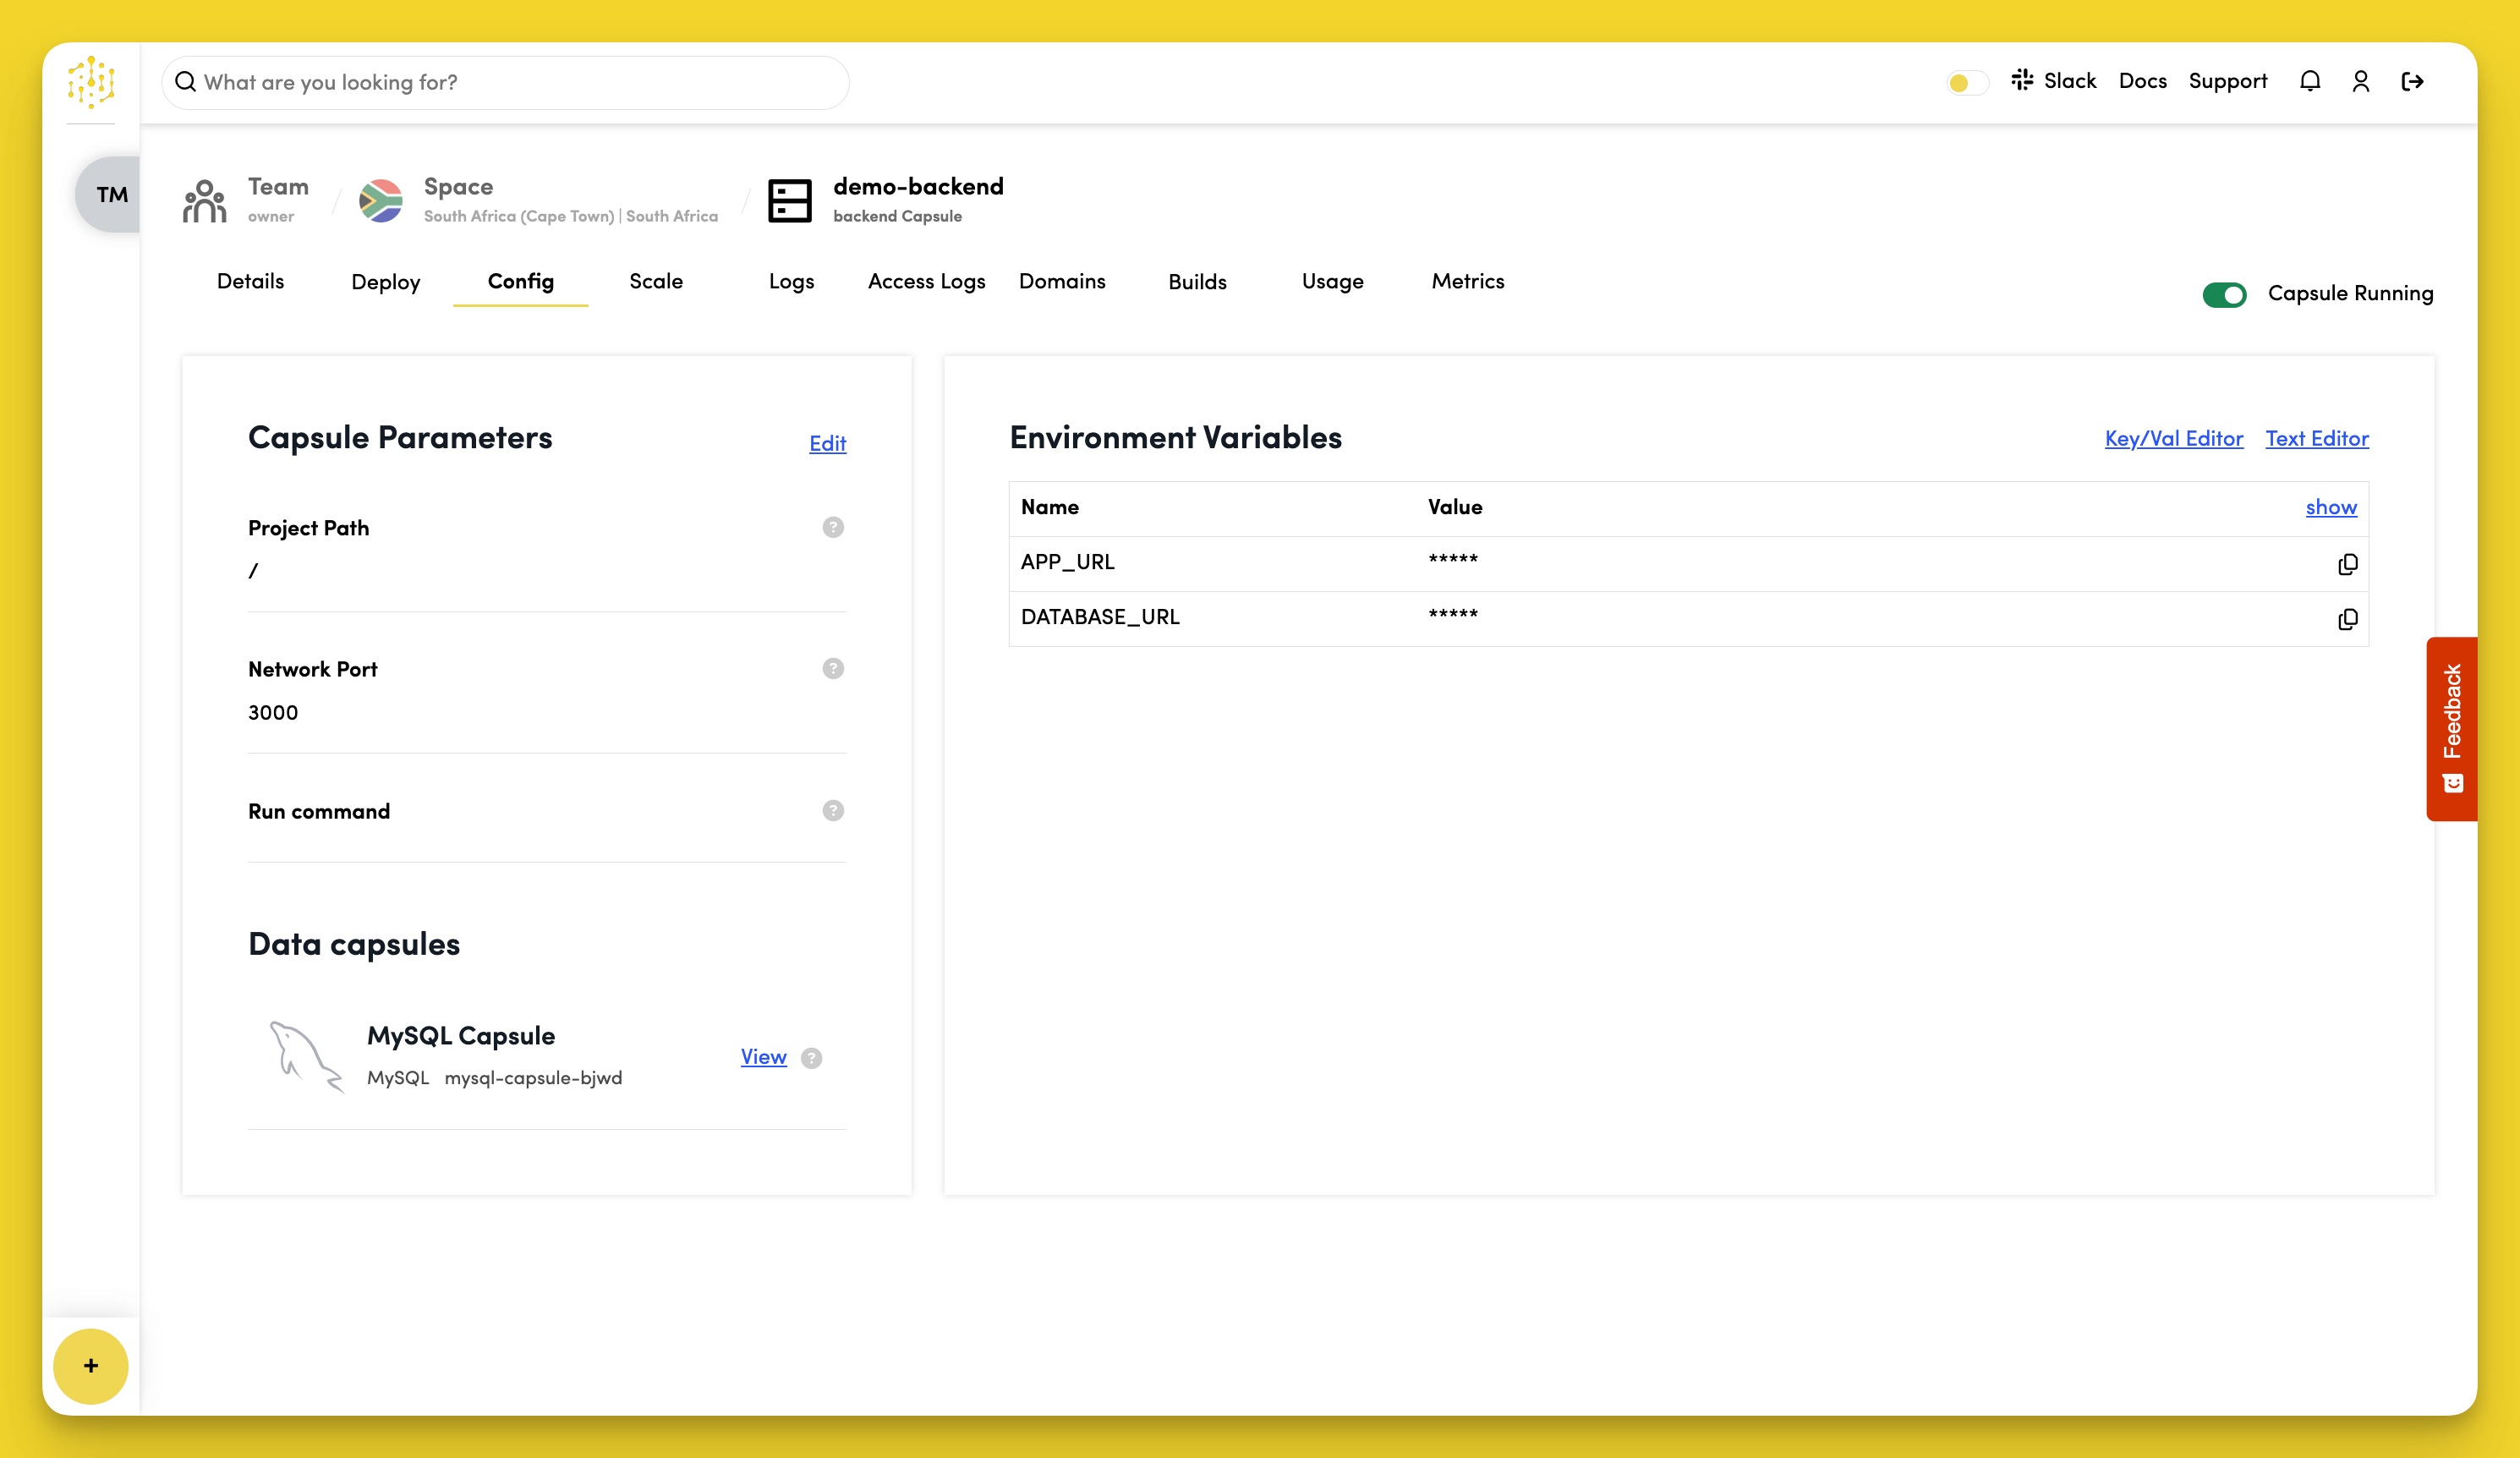 What are you looking for?
Slack Docs Support
TM
Team
owner
Space
South Africa (Cape Town) | South Africa
demo-backend
backend Capsule
Details Deploy Config Scale Logs Access Logs Domains Builds Usage Metrics
Capsule Running
Capsule Parameters
Edit
Project Path
?
/
Network Port
?
3000
Run command
?
Data capsules
MySQL Capsule
MySQL mysql-capsule-bjwd
View
?
Environment Variables
Key/Val Editor Text Editor
Name Value show
APP_URL *****
DATABASE_URL *****
Feedback
+